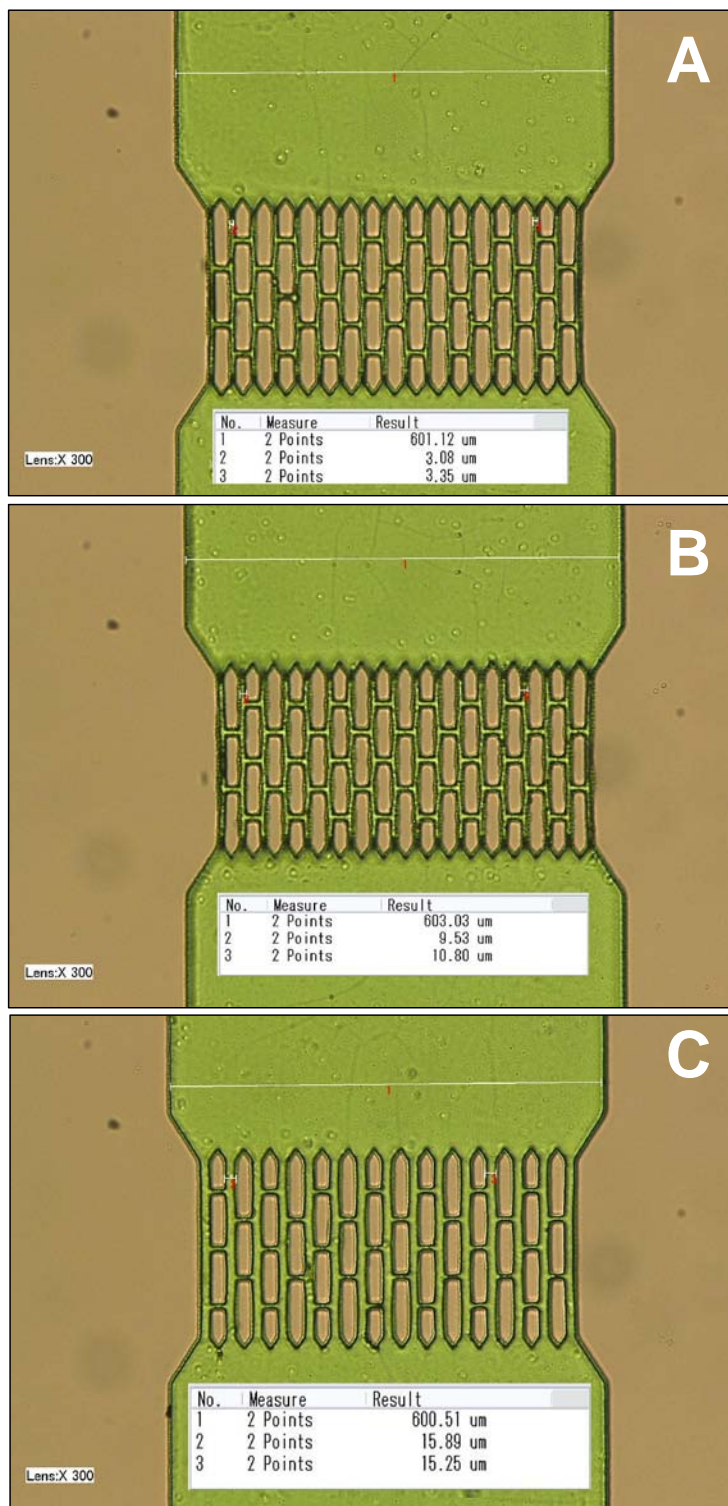 A
1
No. Measure Result
1 2 Points 601.12 um
2 2 Points 3.08 um
3 2 Points 3.35 um
Lens:X 300
B
1
No. Measure Result
1 2 Points 603.03 um
2 2 Points 9.53 um
3 2 Points 10.80 um
Lens:X 300
C
1
No. Measure Result
1 2 Points 600.51 um
2 2 Points 15.89 um
3 2 Points 15.25 um
Lens:X 300